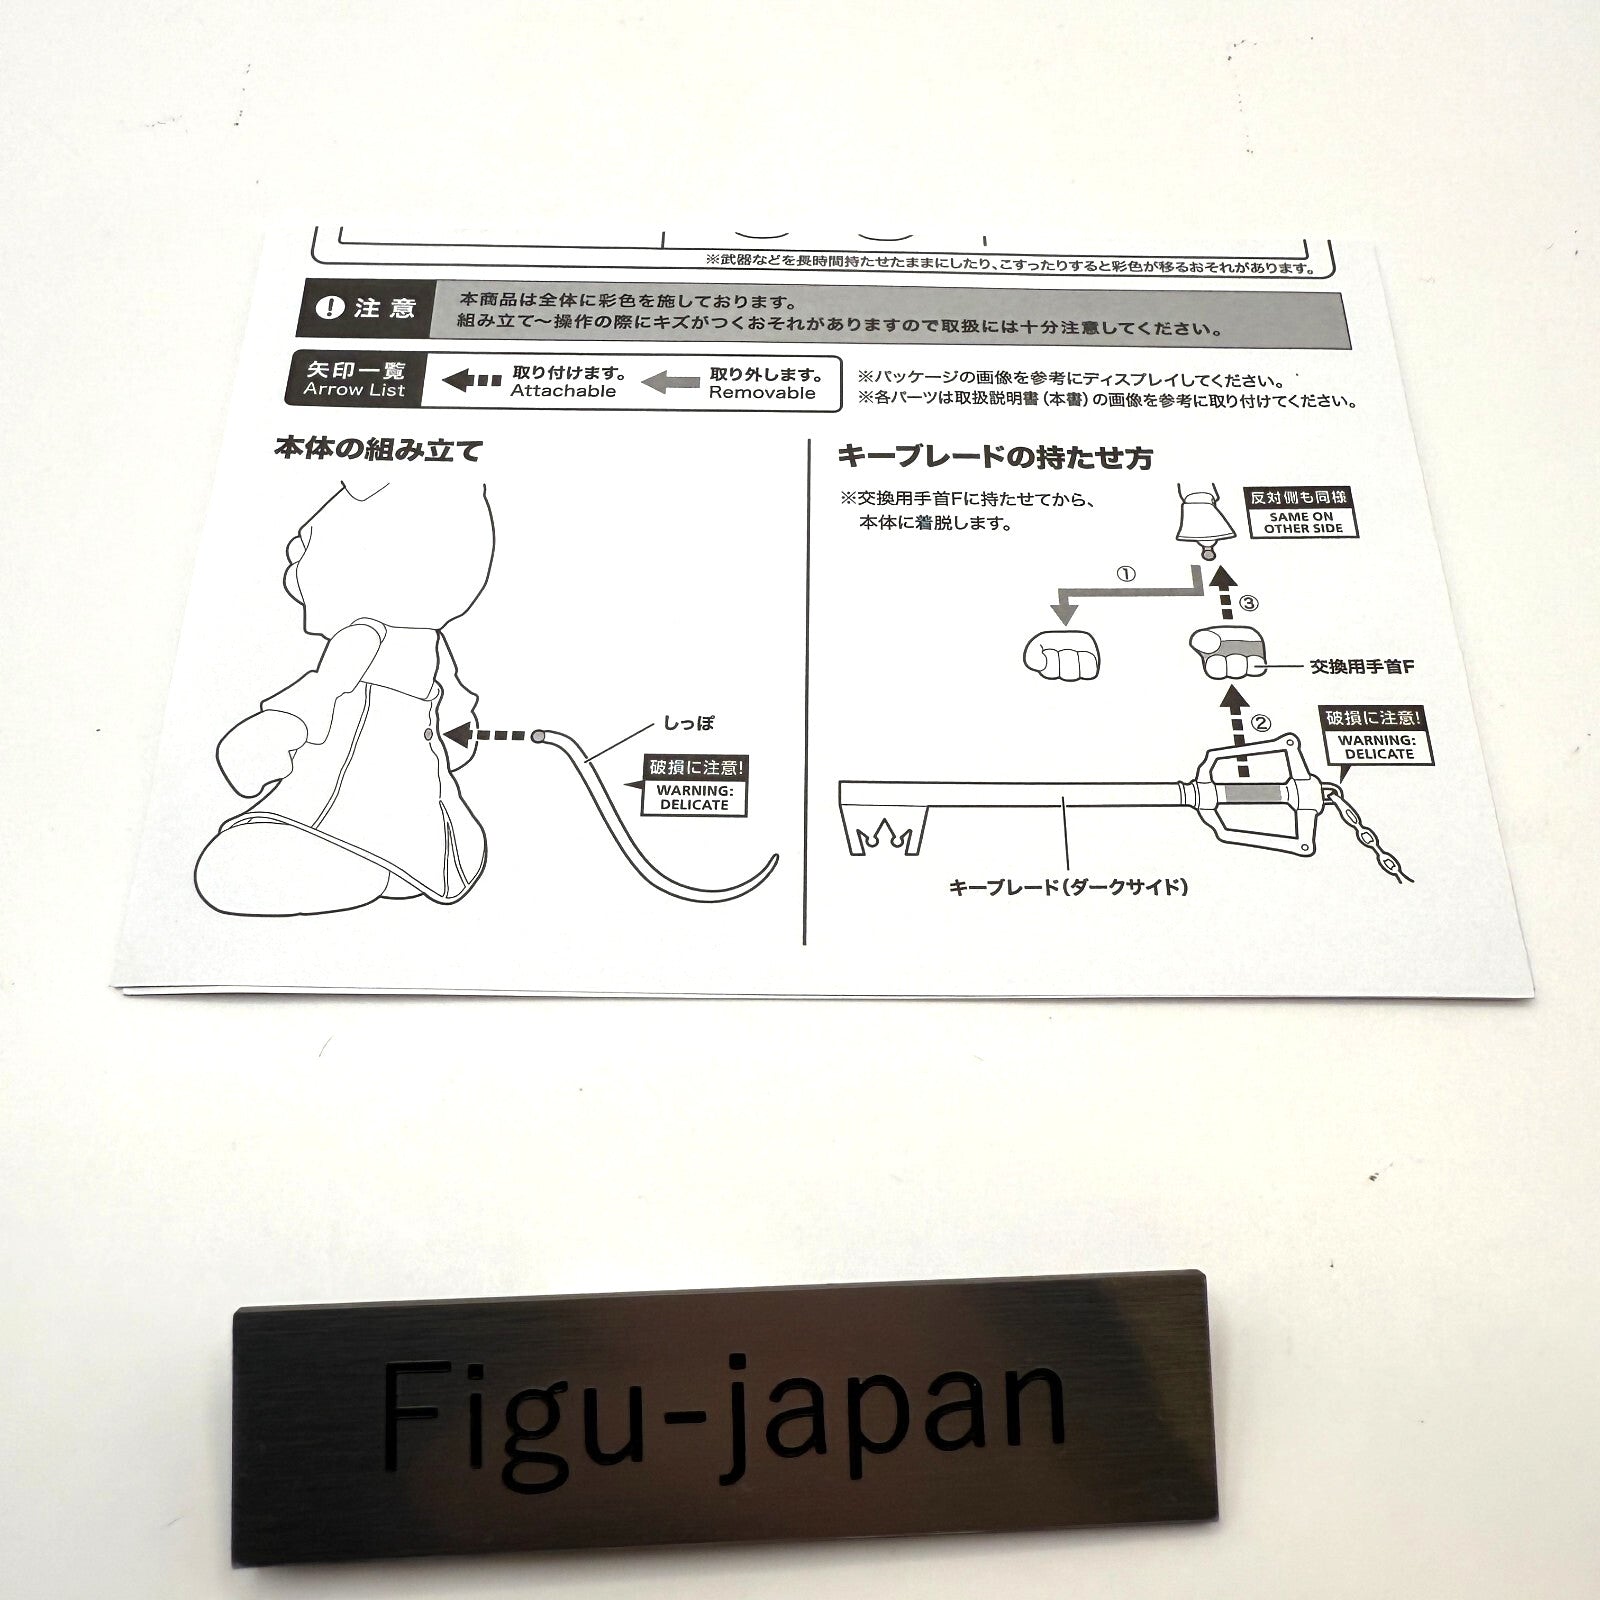 ※武器などを長時間持たせたままにしたり、こすったりすると彩色が移るおそれがあります。
! 注意
本商品は全体に彩色を施しております。
組み立て～操作の際にキズがつくおそれがありますので取扱には十分注意してください。
矢印一覧
Arrow List
取り付けます。
Attachable
取り外します。
Removable
※パッケージの画像を参考にディスプレイしてください。
※各パーツは取扱説明書(本書)の画像を参考に取り付けてください。
本体の組み立て
しっぽ
破損に注意!
WARNING:
DELICATE
キーブレードの持たせ方
※交換用手首Fに持たせてから、
本体に着脱します。
反対側も同様
SAME ON
OTHER SIDE
①
③
交換用手首F
②
破損に注意!
WARNING:
DELICATE
キーブレード(ダークサイド)
Figu-japan